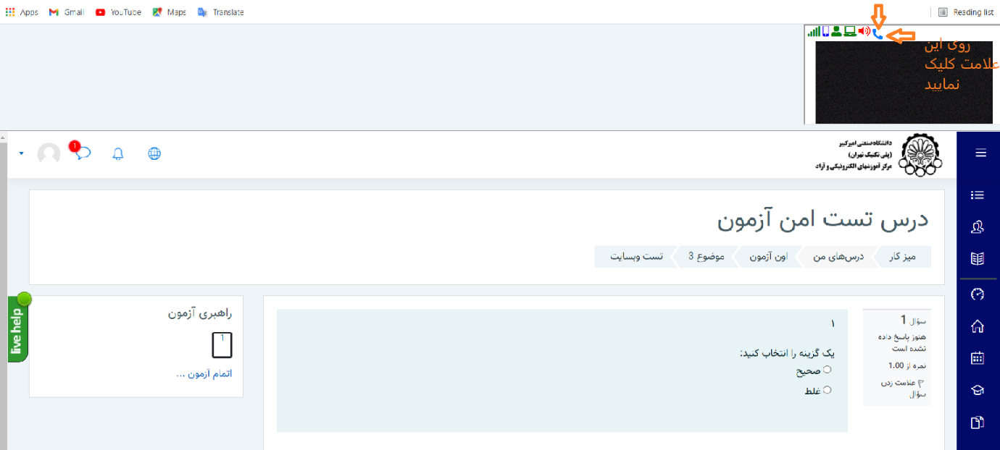 Apps Gmail YouTube Maps Translate Reading list
روی این
علامت کلیک
نمایید
1
دانشگاه صنعتی امیرکبیر
(پلی تکنیک تهران)
مرکز آموزشهای الکترونیکی و آزاد
درس تست امن آزمون
میز کار درس‌های من اون آزمون موضوع 3 تست وبسایت
سؤال 1
هنوز پاسخ داده
نشده است
نمره از 1.00
علامت زدن
سؤال
۱
یک گزینه را انتخاب کنید:
صحیح
غلط
راهبری آزمون
1
اتمام آزمون ...
live help